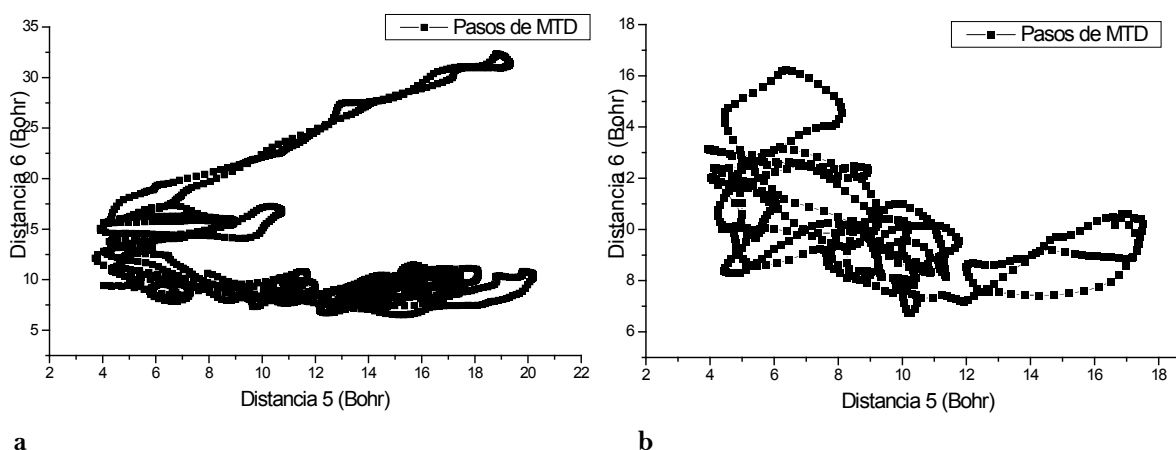 Pasos de MTD
35
30
25
20
15
10
5
Distancia 6 (Bohr)
2 4 6 8 10 12 14 16 18 20 22
Distancia 5 (Bohr)
a
Pasos de MTD
18
16
14
12
10
8
6
Distancia 6 (Bohr)
2 4 6 8 10 12 14 16 18
Distancia 5 (Bohr)
b